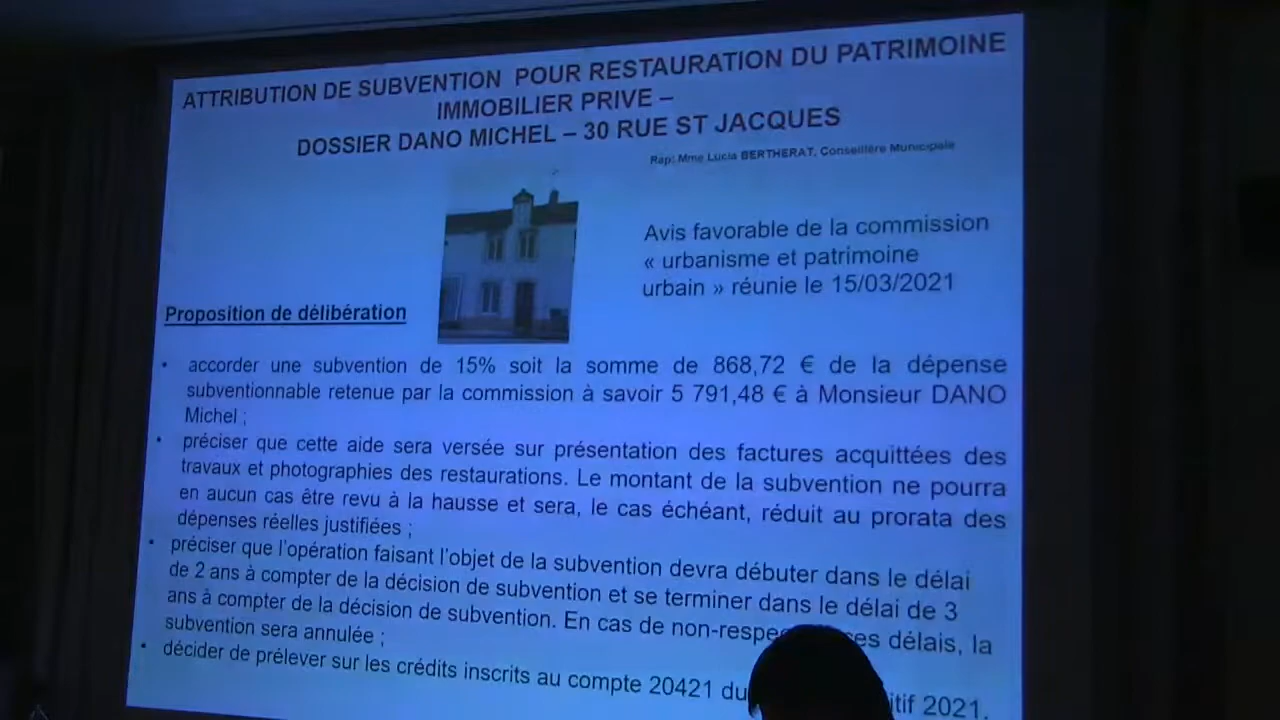 ATTRIBUTION DE SUBVENTION POUR RESTAURATION DU PATRIMOINE
IMMOBILIER PRIVE –
DOSSIER DANO MICHEL – 30 RUE ST JACQUES
Rap: Mme Lucia BERTHERAT, Conseillère Municipale
Avis favorable de la commission
« urbanisme et patrimoine
urbain » réunie le 15/03/2021
Proposition de délibération
• accorder une subvention de 15% soit la somme de 868,72 € de la dépense
subventionnable retenue par la commission à savoir 5 791,48 € à Monsieur DANO
Michel ;
• préciser que cette aide sera versée sur présentation des factures acquittées des
travaux et photographies des restaurations. Le montant de la subvention ne pourra
en aucun cas être revu à la hausse et sera, le cas échéant, réduit au prorata des
dépenses réelles justifiées ;
• préciser que l'opération faisant l'objet de la subvention devra débuter dans le délai
de 2 ans à compter de la décision de subvention et se terminer dans le délai de 3
ans à compter de la décision de subvention. En cas de délais, la
subvention sera annulée ;
• décider de prélever sur les crédits inscrits au compte 20421 du 2021.